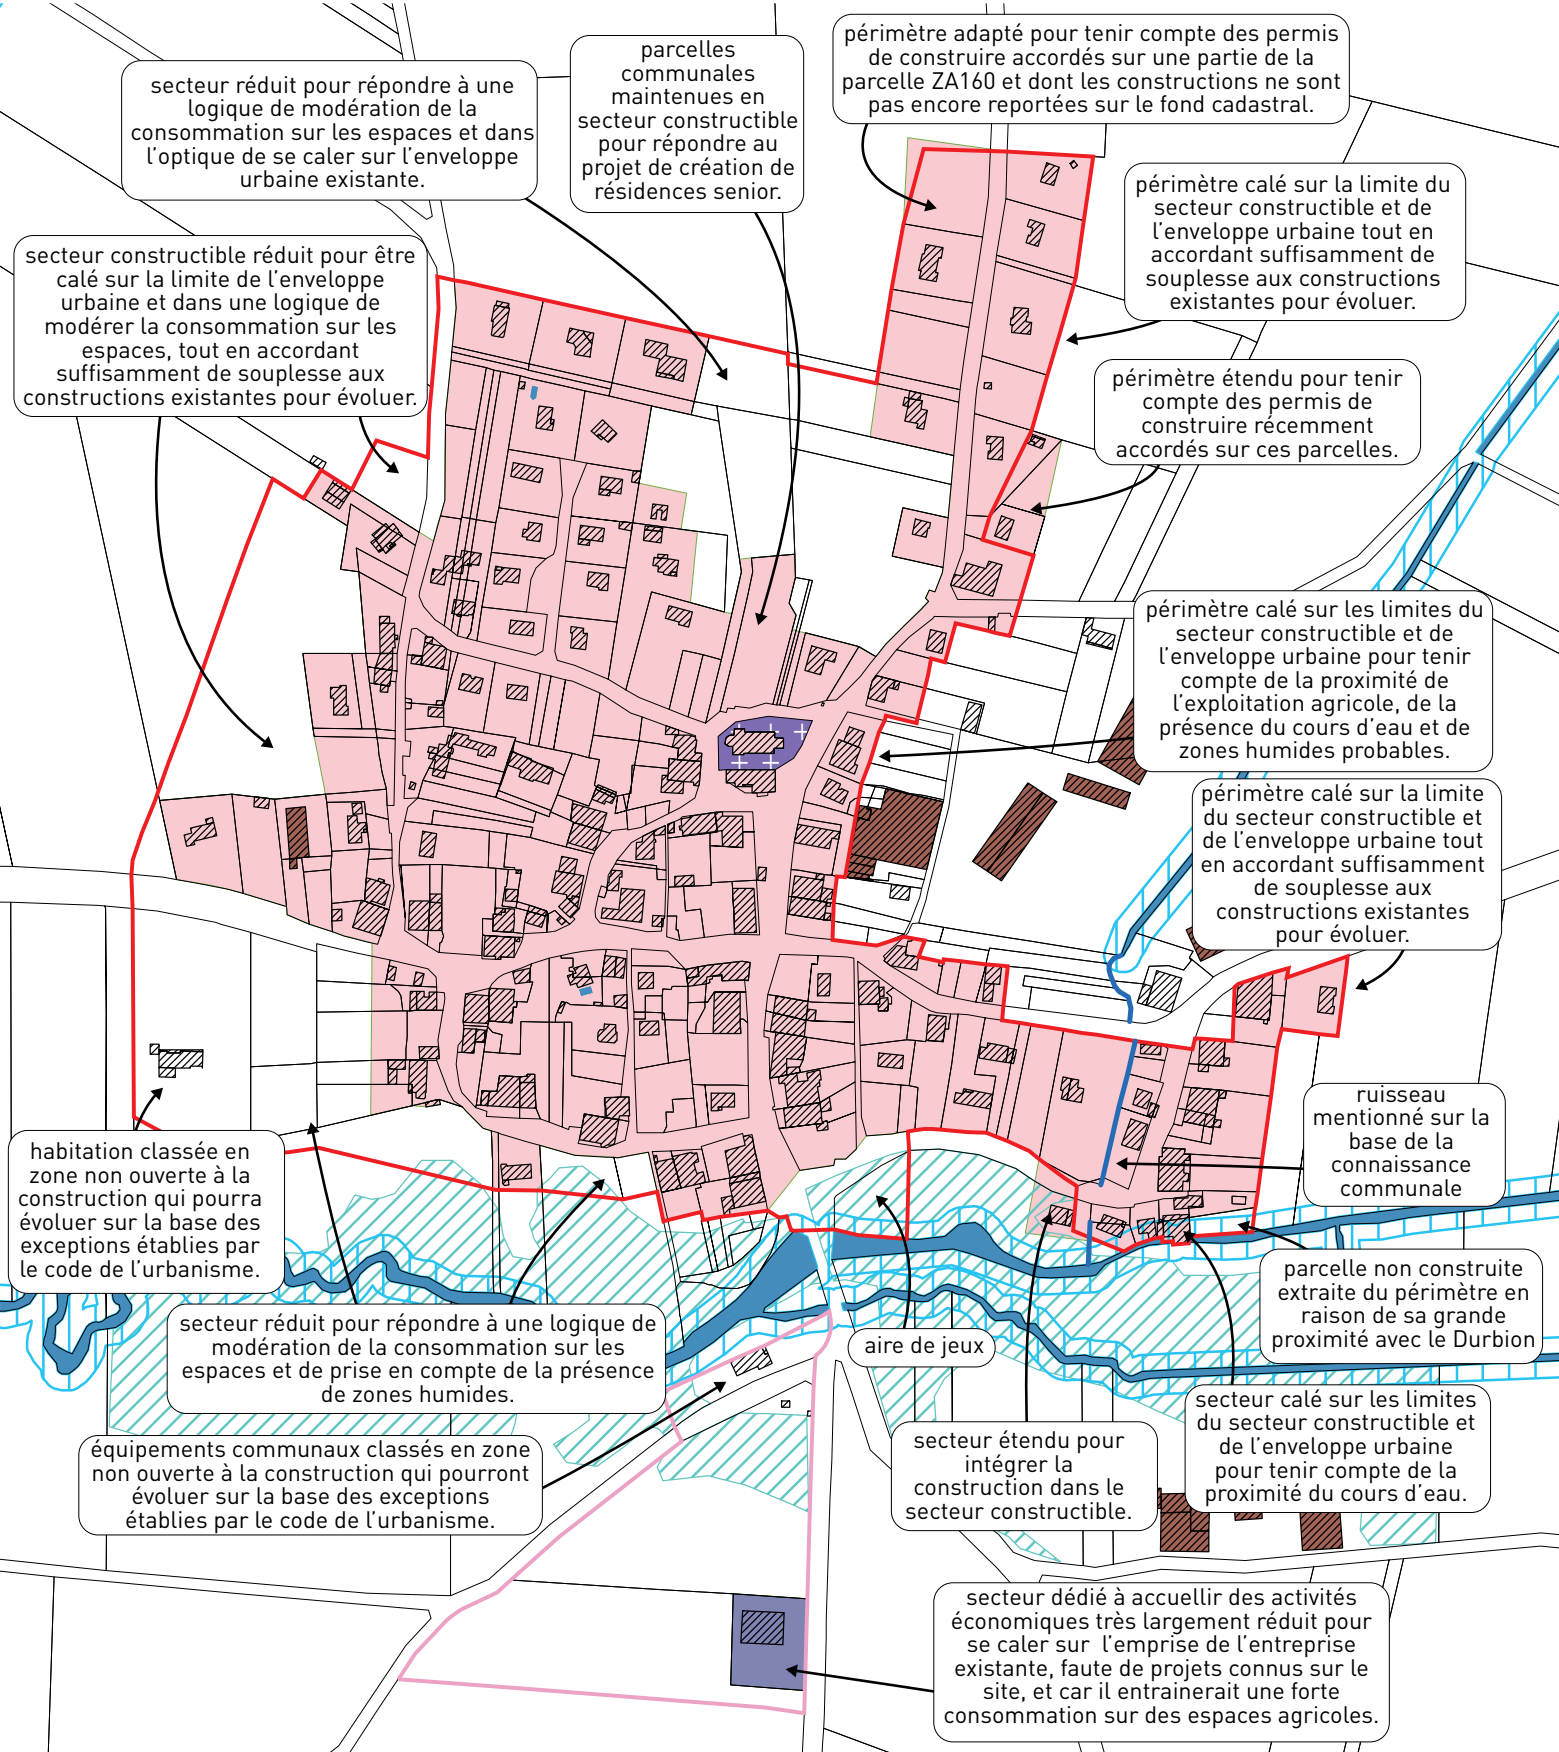 périmètre adapté pour tenir compte des permis
de construire accordés sur une partie de la
parcelle ZA160 et dont les constructions ne sont
pas encore reportées sur le fond cadastral.
parcelles
communales
maintenues en
secteur constructible
pour répondre au
projet de création de
résidences senior.
secteur réduit pour répondre à une
logique de modération de la
consommation sur les espaces et dans
l'optique de se caler sur l'enveloppe
urbaine existante.
périmètre calé sur la limite du
secteur constructible et de
l'enveloppe urbaine tout en
accordant suffisamment de
souplesse aux constructions
existantes pour évoluer.
secteur constructible réduit pour être
calé sur la limite de l'enveloppe
urbaine et dans une logique de
modérer la consommation sur les
espaces, tout en accordant
suffisamment de souplesse aux
constructions existantes pour évoluer.
périmètre étendu pour tenir
compte des permis de
construire récemment
accordés sur ces parcelles.
périmètre calé sur les limites du
secteur constructible et de
l'enveloppe urbaine pour tenir
compte de la proximité de
l'exploitation agricole, de la
présence du cours d'eau et de
zones humides probables.
périmètre calé sur la limite
du secteur constructible et
de l'enveloppe urbaine tout
en accordant suffisamment
de souplesse aux
constructions existantes
pour évoluer.
ruisseau
mentionné sur la
base de la
connaissance
communale
habitation classée en
zone non ouverte à la
construction qui pourra
évoluer sur la base des
exceptions établies par
le code de l'urbanisme.
parcelle non construite
extraite du périmètre en
raison de sa grande
proximité avec le Durbion
secteur réduit pour répondre à une logique de
modération de la consommation sur les
espaces et de prise en compte de la présence
de zones humides.
aire de jeux
secteur calé sur les limites
du secteur constructible et
de l'enveloppe urbaine
pour tenir compte de la
proximité du cours d'eau.
secteur étendu pour
intégrer la
construction dans le
secteur constructible.
équipements communaux classés en zone
non ouverte à la construction qui pourront
évoluer sur la base des exceptions
établies par le code de l'urbanisme.
secteur dédié à accuellir des activités
économiques très largement réduit pour
se caler sur l'emprise de l'entreprise
existante, faute de projets connus sur le
site, et car il entrainerait une forte
consommation sur des espaces agricoles.